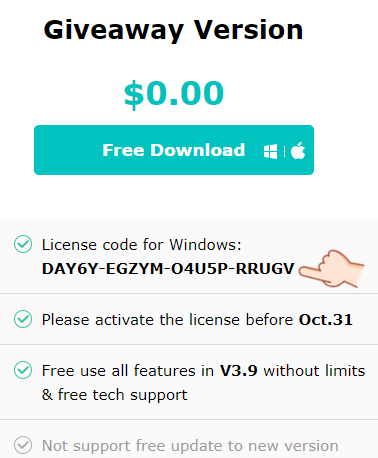 Giveaway Version
$0.00
Free Download
License code for Windows:
DAY6Y-EGZYM-O4U5P-RRUGV
Please activate the license before Oct.31
Free use all features in V3.9 without limits
& free tech support
Not support free update to new version